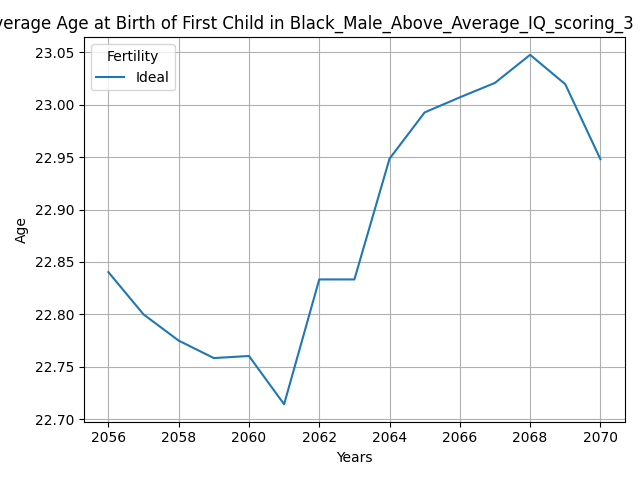 verage Age at Birth of First Child in Black_Male_Above_Average_IQ_scoring_3
Fertility
Ideal
23.05
23.00
22.95
22.90
22.85
22.80
22.75
22.70
Age
2056 2058 2060 2062 2064 2066 2068 2070
Years